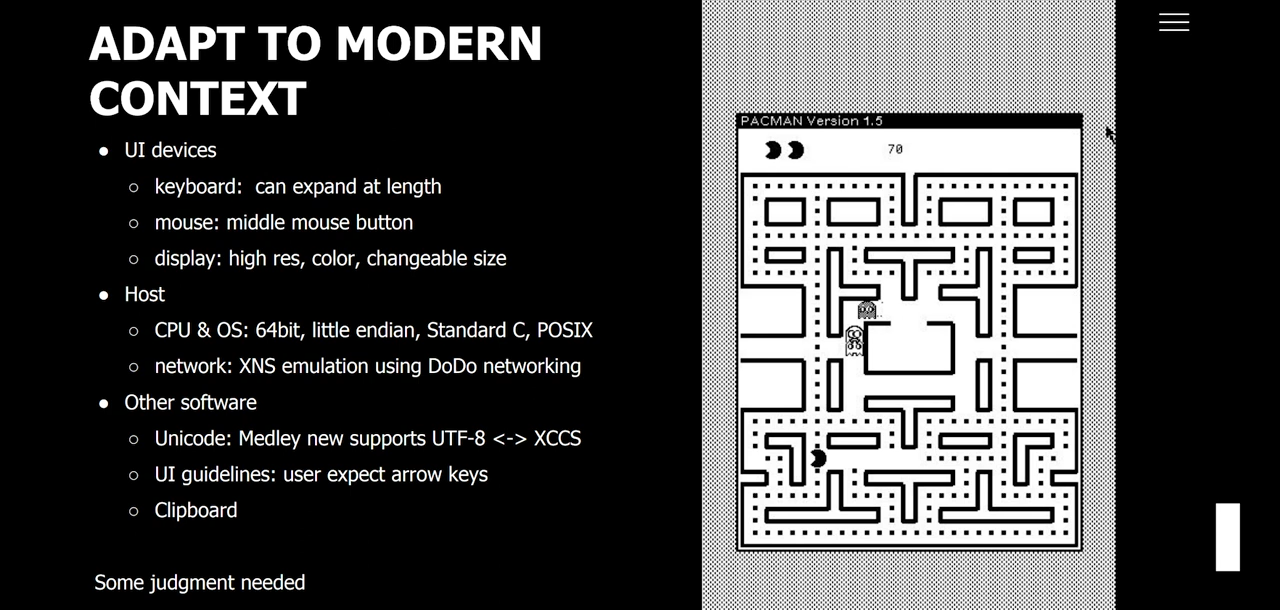 ADAPT TO MODERN
CONTEXT
UI devices
keyboard: can expand at length
mouse: middle mouse button
display: high res, color, changeable size
Host
CPU & OS: 64bit, little endian, Standard C, POSIX
network: XNS emulation using DoDo networking
Other software
Unicode: Medley new supports UTF-8 <-> XCCS
UI guidelines: user expect arrow keys
Clipboard
Some judgment needed
PACMAN Version 1.5
70